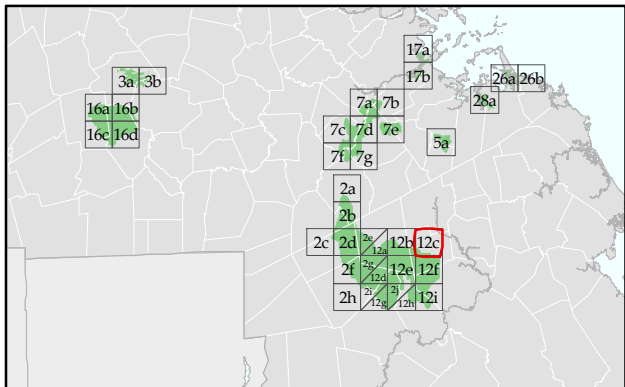 17a
3a 3b 17b 26a 26b
16a 16b 7a 7b 28a
16c 16d 7c 7d 7e 5a
7f 7g
2a
2b
2c 2d 2e 12a 12b 12c
2f 2g 12d 12e 12f
2h 2i 12g 2j 12h 12i